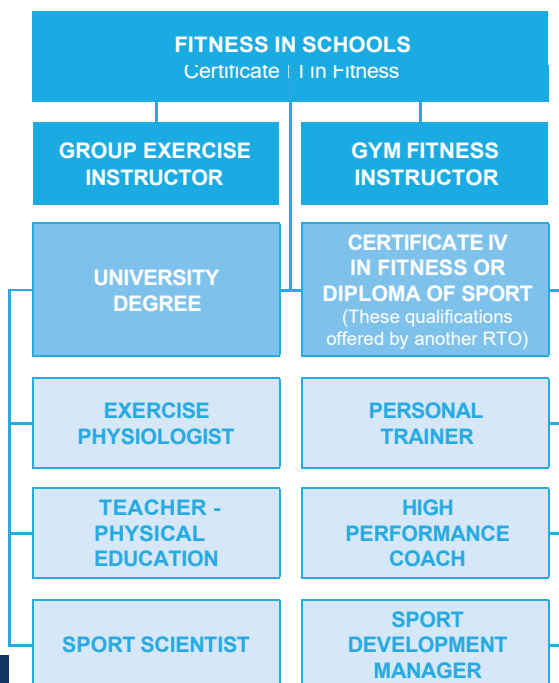 FITNESS IN SCHOOLS
Certificate III in Fitness
GROUP EXERCISE
INSTRUCTOR
GYM FITNESS
INSTRUCTOR
UNIVERSITY
DEGREE
CERTIFICATE IV
IN FITNESS OR
DIPLOMA OF SPORT
(These qualifications
offered by another RTO)
EXERCISE
PHYSIOLOGIST
PERSONAL
TRAINER
TEACHER -
PHYSICAL
EDUCATION
HIGH
PERFORMANCE
COACH
SPORT SCIENTIST
SPORT
DEVELOPMENT
MANAGER